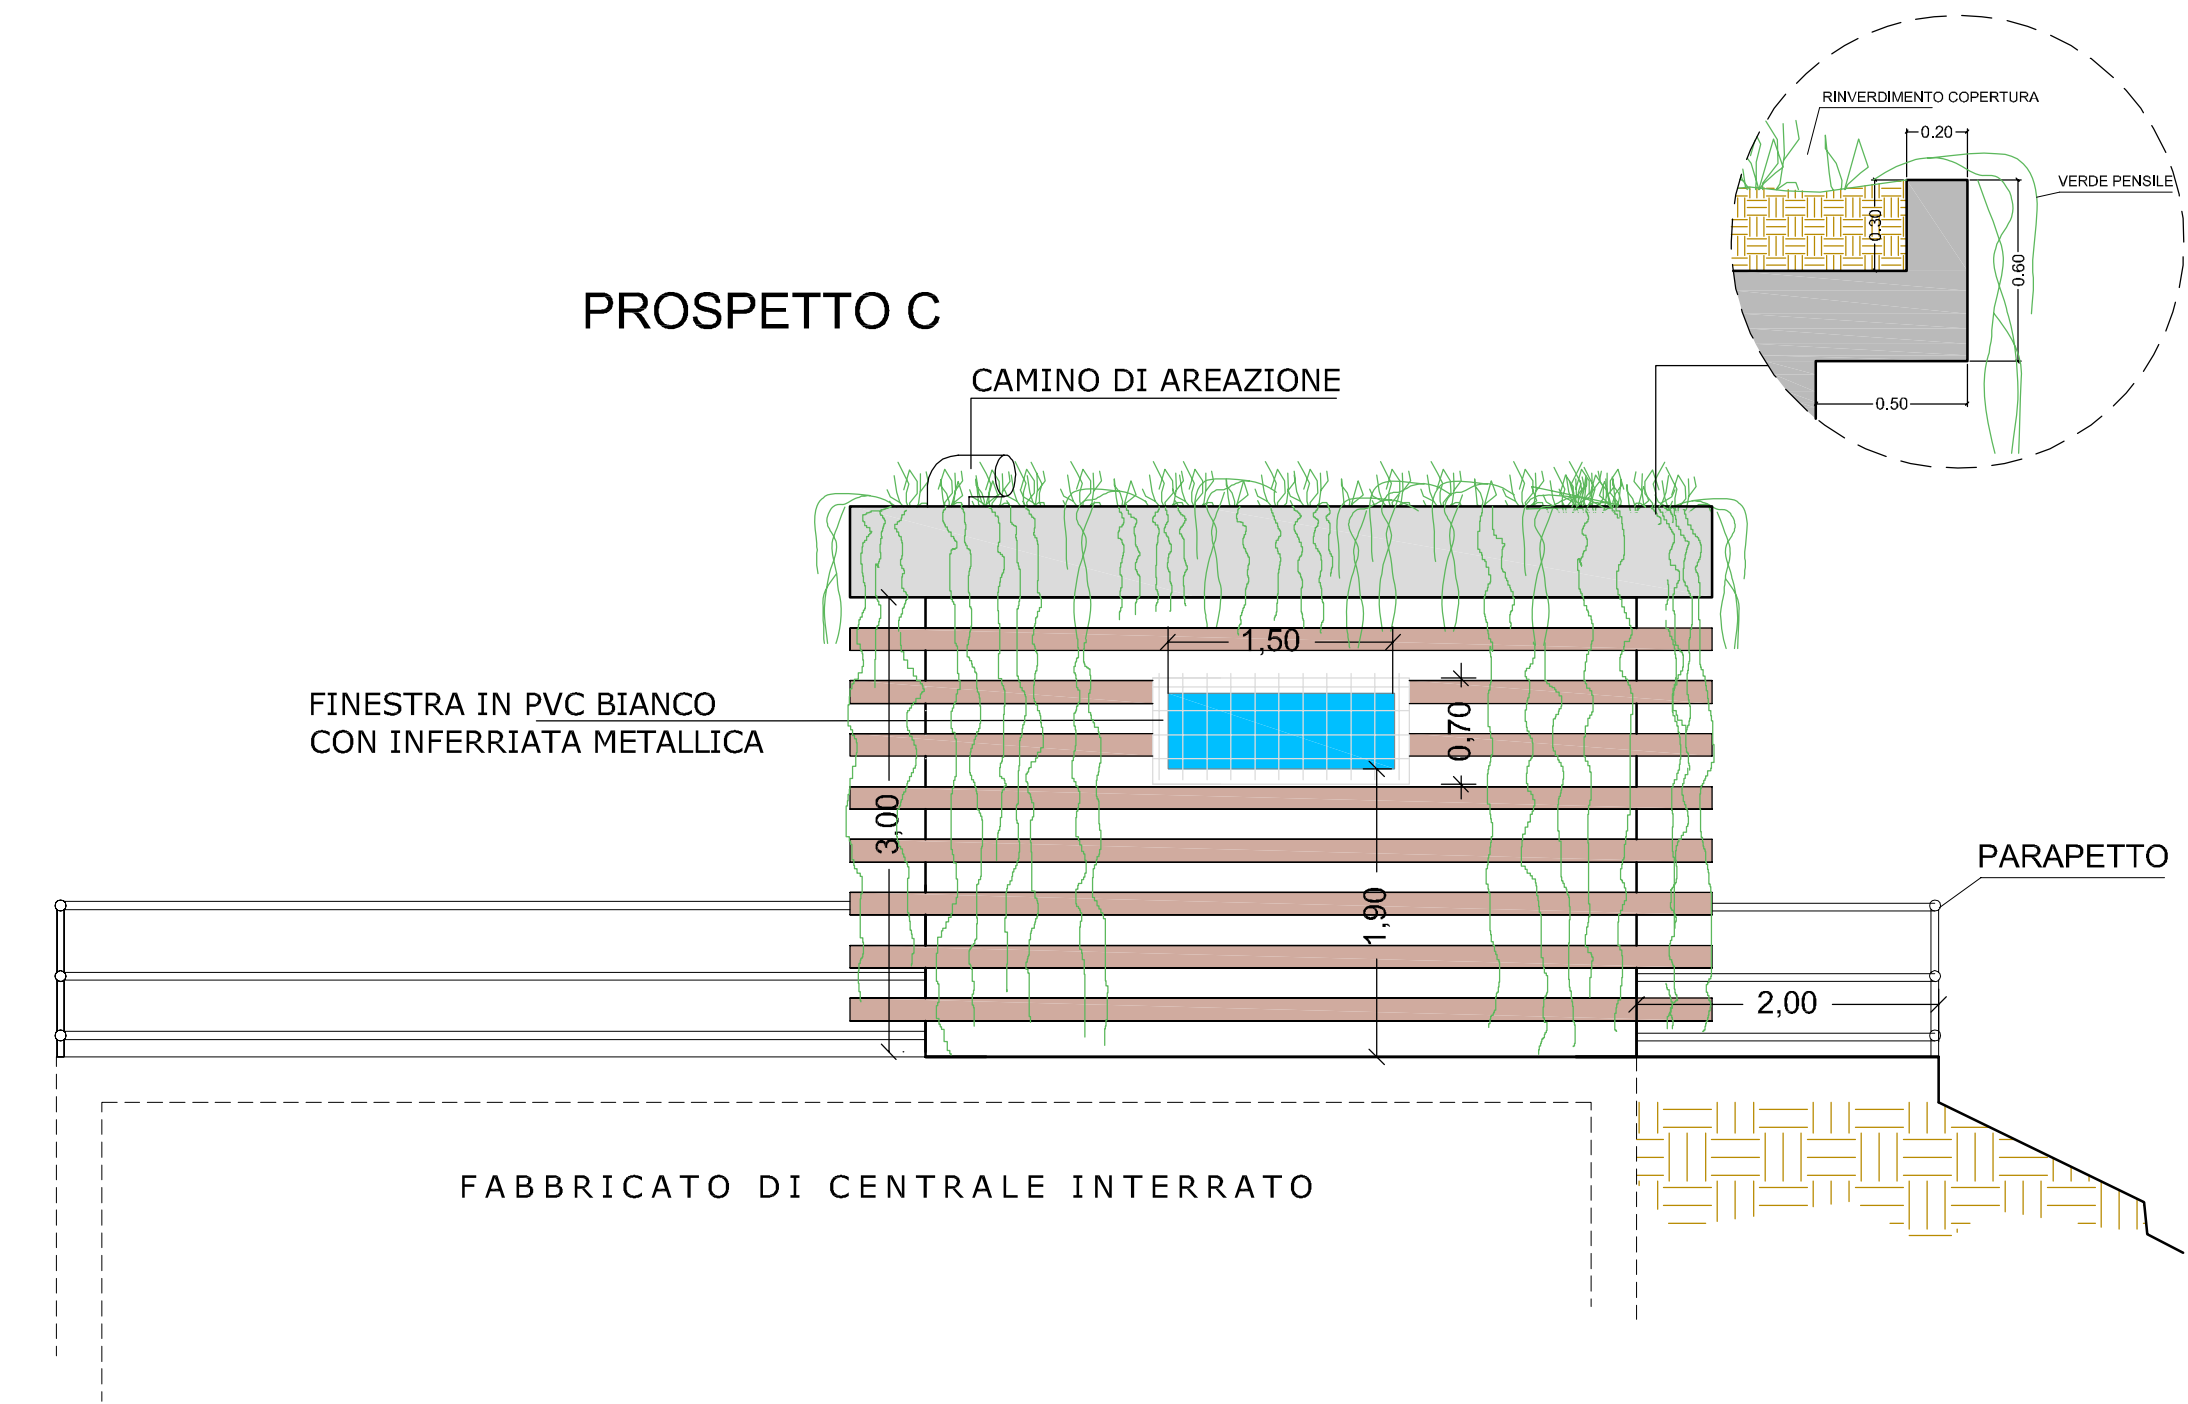 RINVERDIMENTO COPERTURA
0.20
VERDE PENSILE
0.30
0.60
0.50
PROSPETTO C
CAMINO DI AREAZIONE
1,50
FINESTRA IN PVC BIANCO
CON INFERRIATA METALLICA
0,70
3,00
1,90
PARAPETTO
2,00
FABBRICATO DI CENTRALE INTERRATO